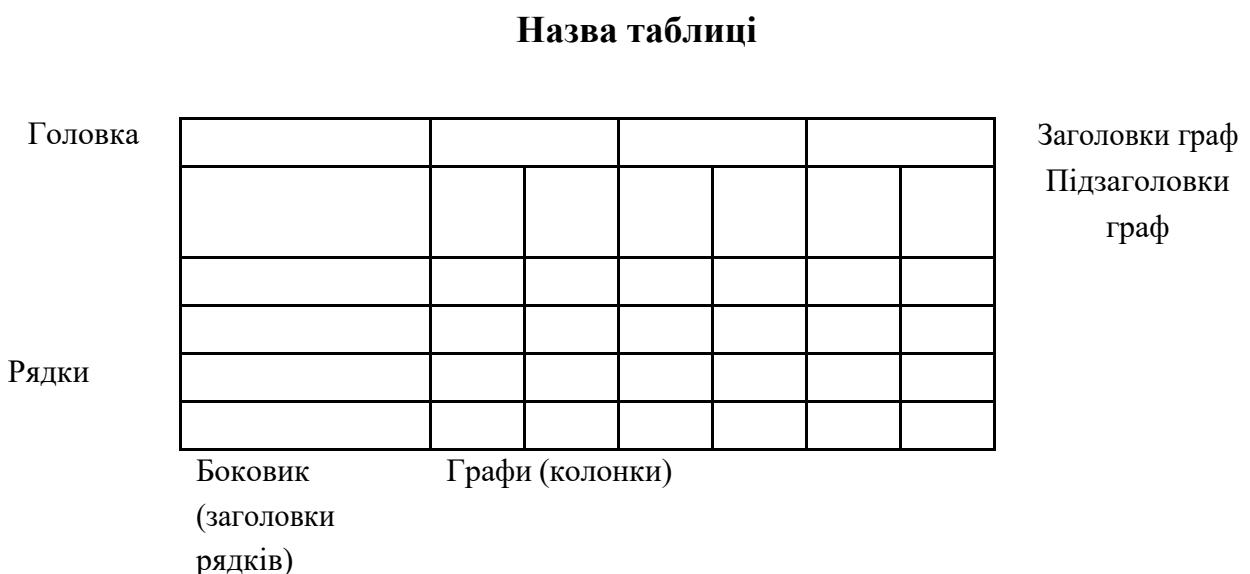 Назва таблиці
Головка
Заголовки граф
Підзаголовки
граф
Рядки
Боковик
(заголовки
рядків)
Графи (колонки)